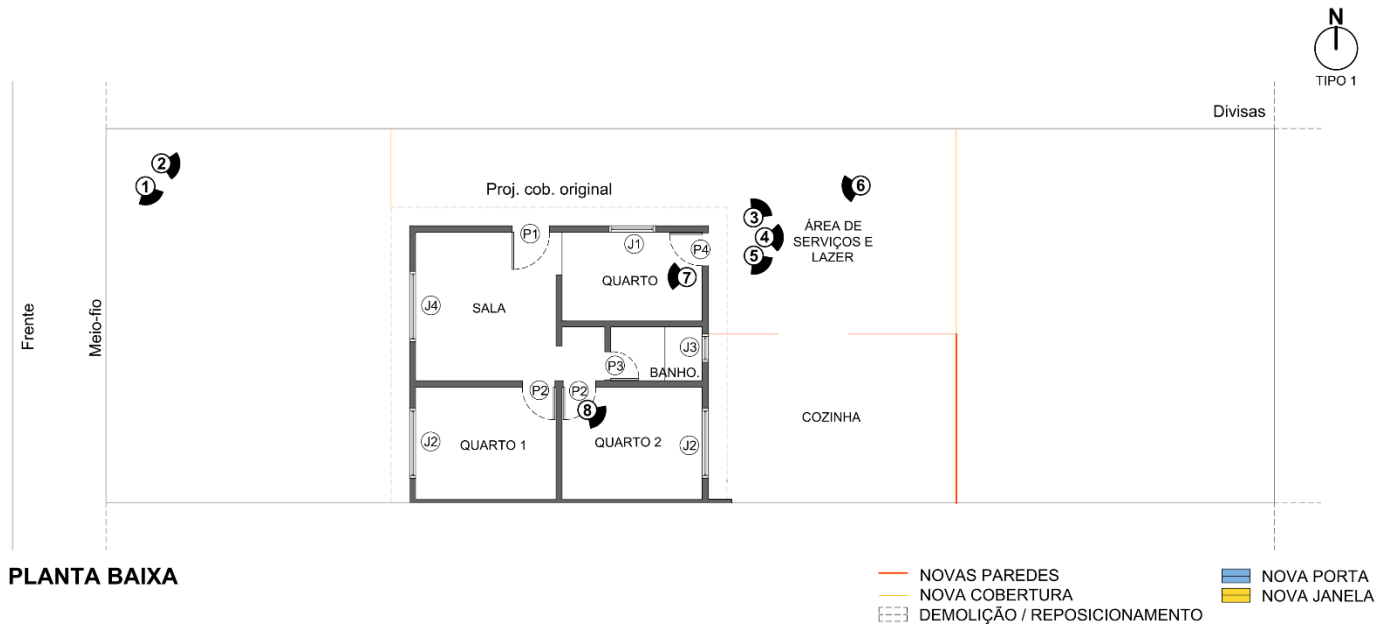 N
TIPO 1
Divisas
2
1
Proj. cob. original
6
3
P1
ÁREA DE
SERVIÇOS E
LAZER
4
J1
P4
5
QUARTO
7
J4
SALA
Frente
Meio-fio
J3
P3
BANHO.
P2
P2
8
COZINHA
J2
QUARTO 1
QUARTO 2
J2
PLANTA BAIXA
NOVAS PAREDES
NOVA COBERTURA
DEMOLIÇÃO / REPOSICIONAMENTO
NOVA PORTA
NOVA JANELA